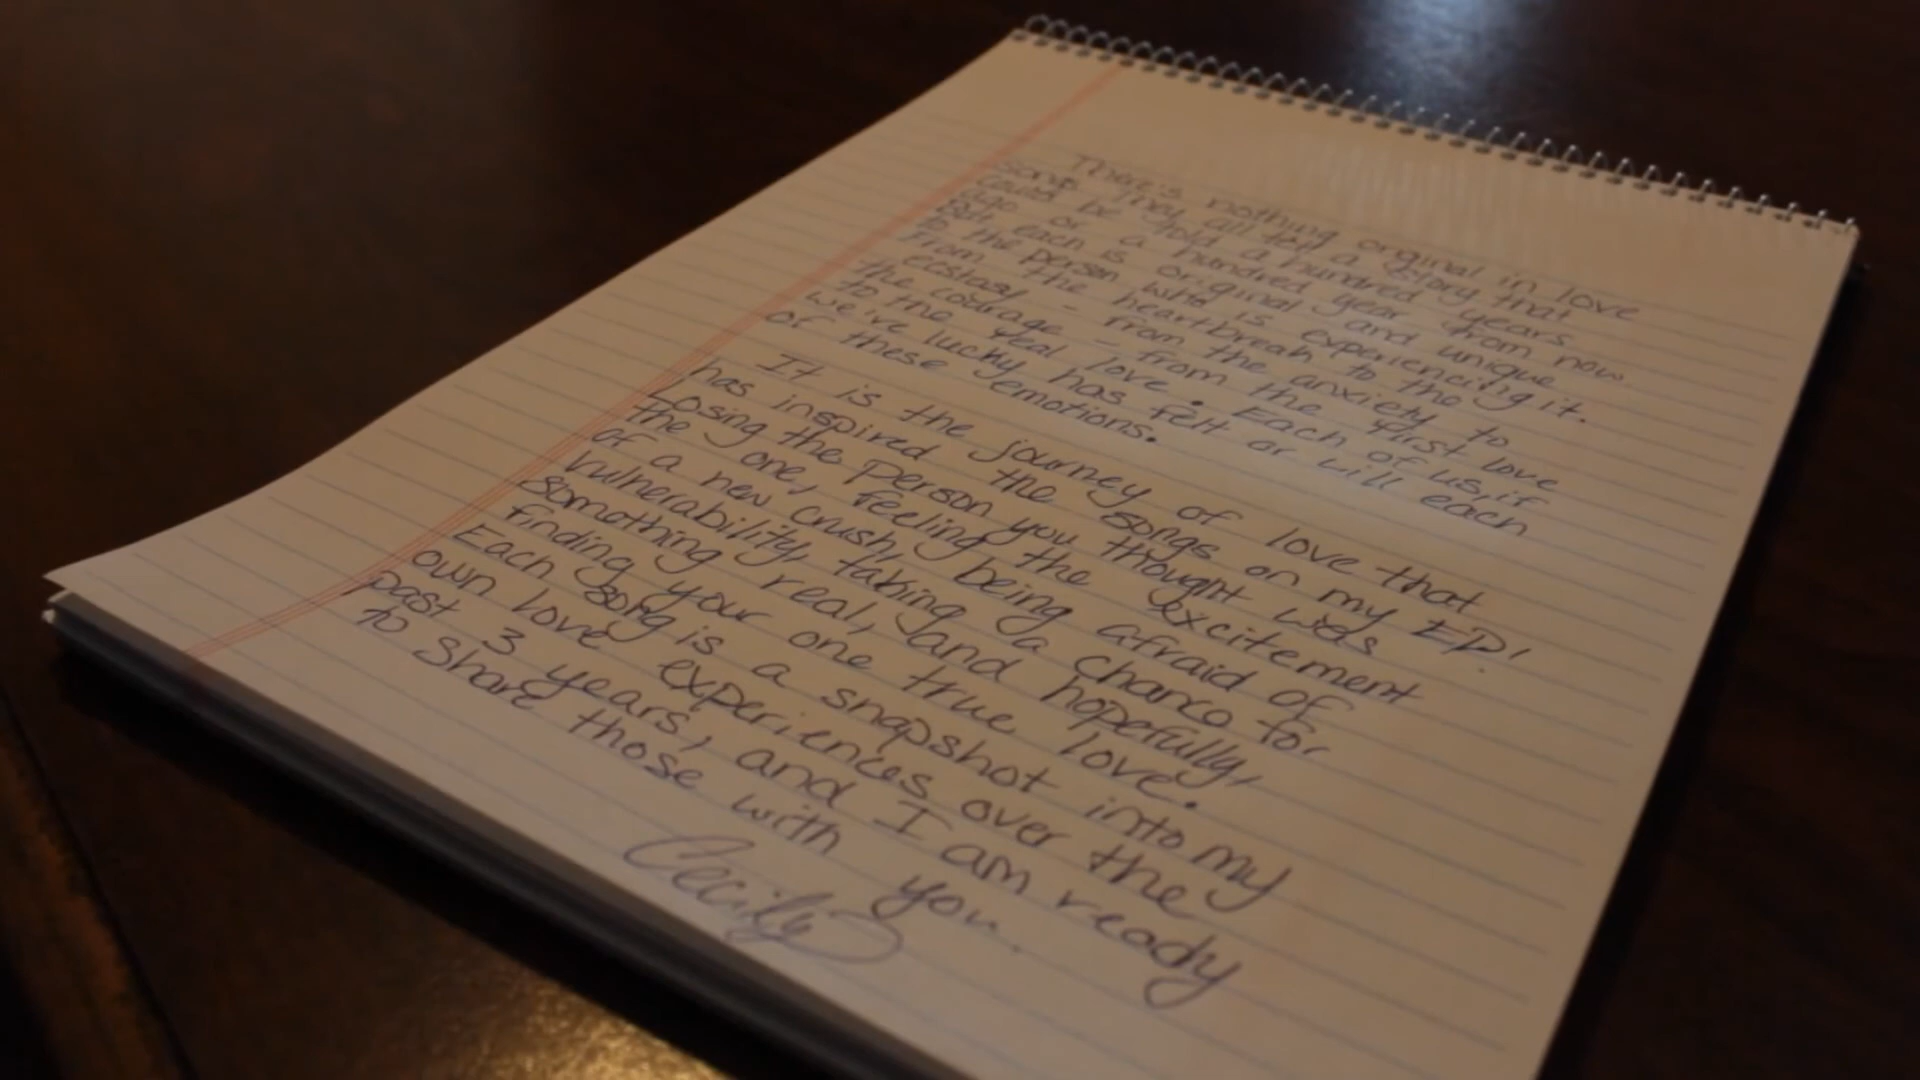 There's nothing orginal in love
songs. They all tell a story that
could be told a hundred years
ago or a hundred year from now.
But each is original and unique
to the person who is experiencing it.
From the heartbreak to the
ecstasy - from the anxiety to
the courage - from the first love
to the real love. Each of us, if
we've lucky has felt or will each
of these emotions.
It is the journey of love that
has inspired the songs on my EP!
Losing the person you thought was
the one, feeling the excitement
of a new crush, being afraid of
vulnerability, taking a chance for
something real, and hopefully,
finding your one true love.
Each song is a snapshot into my
own love experiences over the
past 3 years, and I am ready
to share those with you.
Cecily